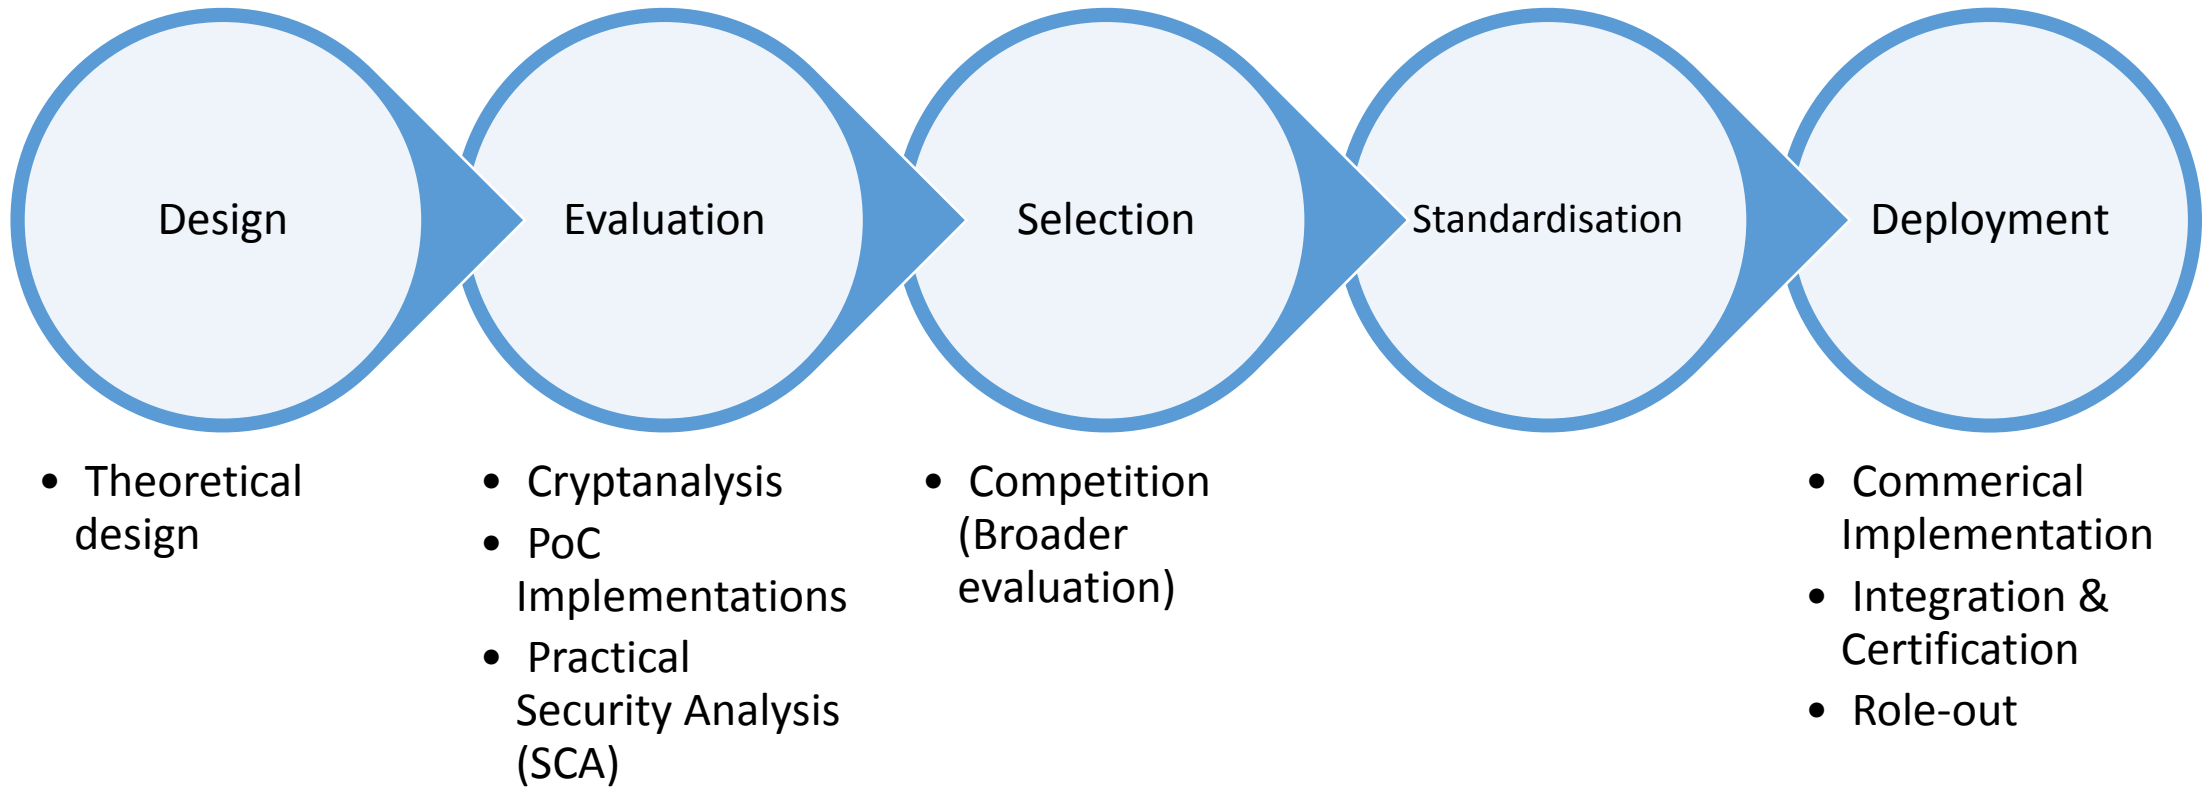 Design
Evaluation
Selection
Standardisation
Deployment
• Theoretical
design
• Cryptanalysis
• PoC
Implementations
• Practical
Security Analysis
(SCA)
• Competition
(Broader
evaluation)
• Commerical
Implementation
• Integration &
Certification
• Role-out